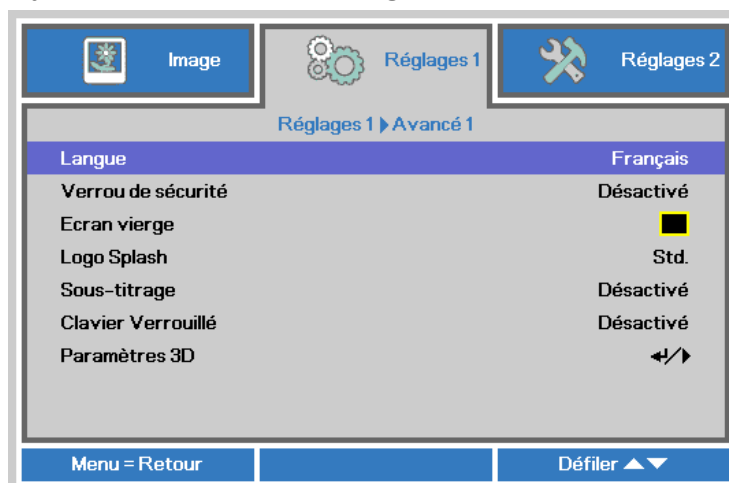 Image
Réglages 1
Réglages 2
Réglages 1 Avancé 1
Langue Français
Verrou de sécurité Désactivé
Ecran vierge
Logo Splash Std.
Sous-titrage Désactivé
Clavier Verrouillé Désactivé
Paramètres 3D
Menu = Retour
Défiler